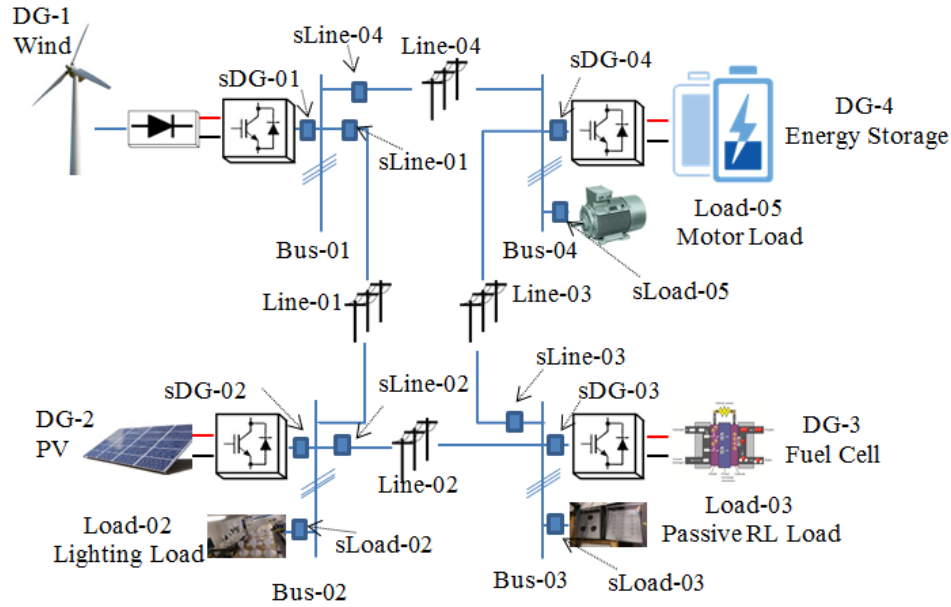 DG-1
Wind
sLine-04
Line-04
sDG-01
sDG-04
DG-4
Energy Storage
sLine-01
Load-05
Motor Load
Bus-01
Bus-04
sLoad-05
Line-01
Line-03
sLine-03
sDG-02
sLine-02
sDG-03
DG-2
PV
DG-3
Fuel Cell
Line-02
Load-02
Lighting Load
sLoad-02
Load-03
Passive RL Load
Bus-02
Bus-03
sLoad-03